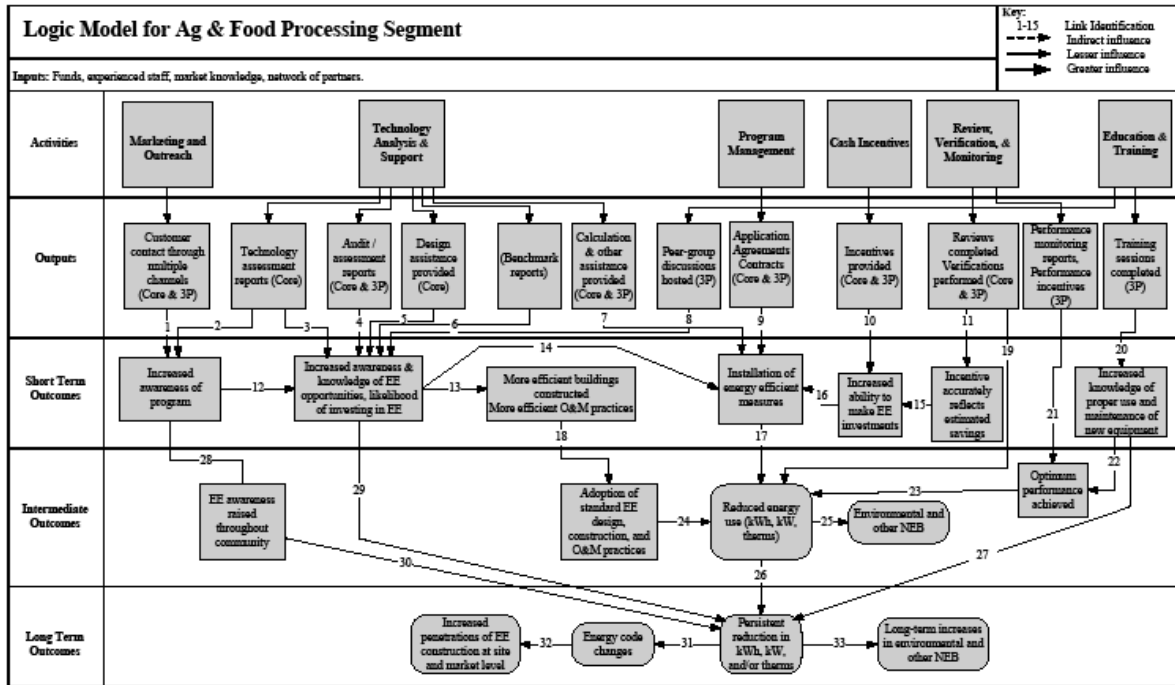 Logic Model for Ag & Food Processing Segment
Key:
1-15 Link Identification
Indirect influence
Lesser influence
Greater influence
Inputs: Funds, experienced staff, market knowledge, network of partners.
Activities
Marketing and
Outreach
Technology
Analysis &
Support
Program
Management
Cash Incentives
Review,
Verification, &
Monitoring
Education &
Training
Outputs
Customer
contact through
multiple
channels
(Core & 3P)
Technology
assessment
reports (Core)
Audit /
assessment
reports
(Core & 3P)
Design
assistance
provided
(Core)
(Benchmark
reports)
Calculation
& other
assistance
provided
(Core & 3P)
Peer-group
discussions
hosted (3P)
Application
Agreements
Contracts
(Core & 3P)
Incentives
provided
(Core & 3P)
Reviews
completed
Verifications
performed
(Core & 3P)
Performance
monitoring
reports,
Performance
incentives
(3P)
Training
sessions
completed
(3P)
1
2
3
4
5
6
7
8
9
10
11
19
20
21
Short Term
Outcomes
Increased
awareness of
program
12
Increased awareness &
knowledge of EE
opportunities, likelihood
of investing in EE
13
14
More efficient buildings
constructed
More efficient O&M practices
Installation of
energy efficient
measures
16
Increased
ability to
make EE
investments
15
Incentive
accurately
reflects
estimated
savings
Increased
knowledge of
proper use and
maintenance of
new equipment
18
17
22
28
29
Intermediate
Outcomes
EE awareness
raised
throughout
community
Adoption of
standard EE
design,
construction, and
O&M practices
24
Reduced energy
use (kWh, kW,
therms)
25
Environmental and
other NEB
23
Optimum
performance
achieved
30
26
27
Long Term
Outcomes
Increased
penetrations of EE
construction at site
and market level
32
Energy code
changes
31
Persistent
reduction in
kWh, kW,
and/or therms
33
Long-term increases
in environmental and
other NEB